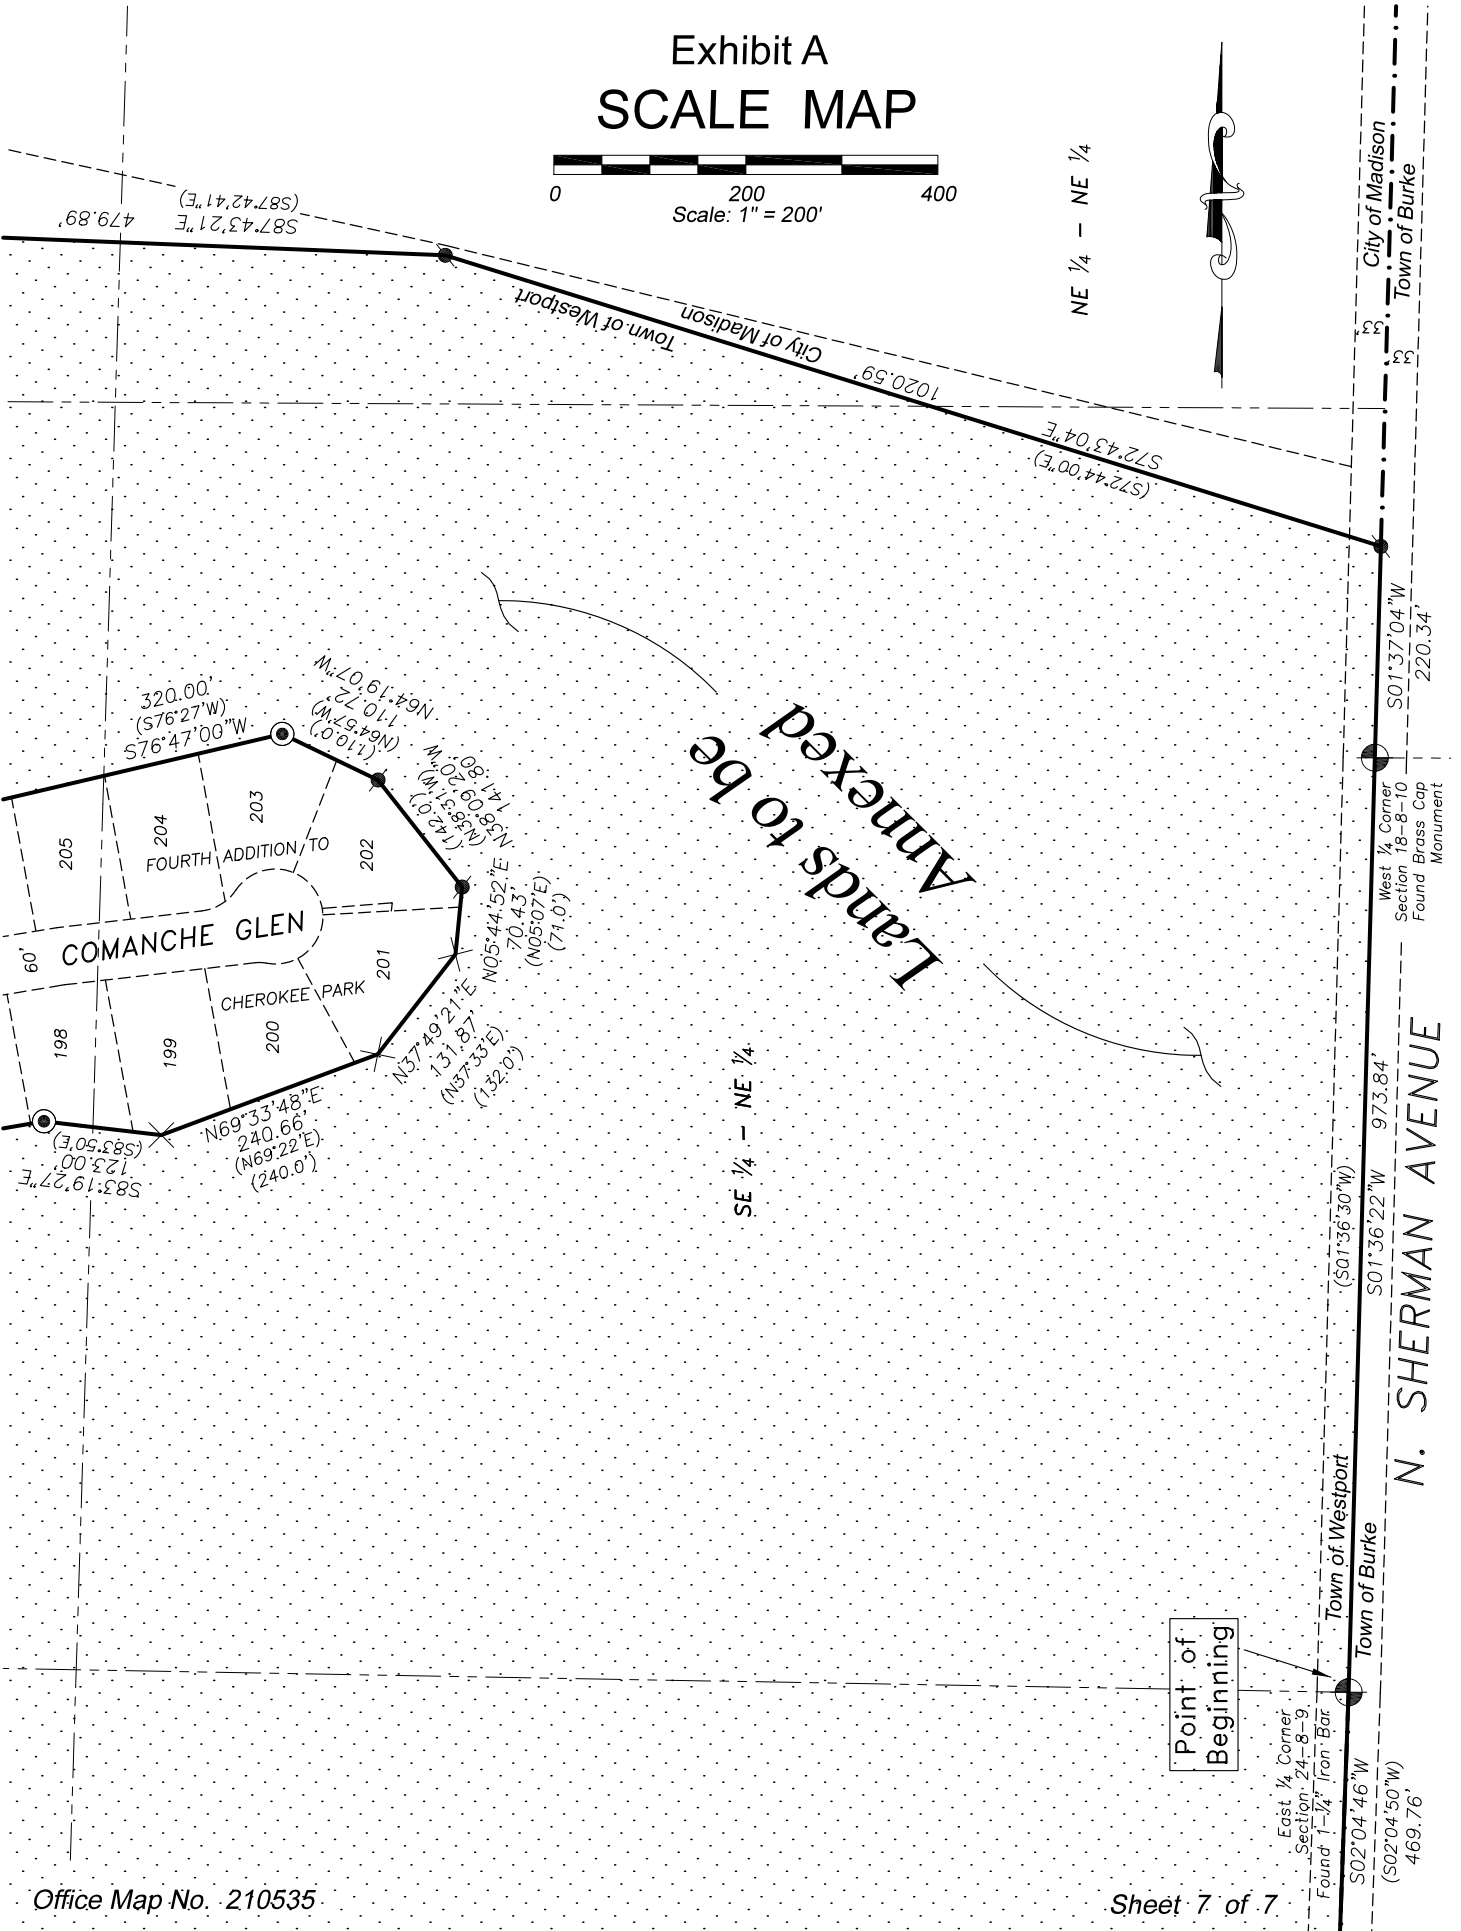 Exhibit A
SCALE MAP
0 200 400
Scale: 1" = 200'
NE ¼ - NE ¼
City of Madison
Town of Burke
33'
33'
S87°43'21"E 479.89'
(S87°42'41"E)
Town of Westport
City of Madison
1020.59'
S72°43'04"E
(S72°44'00"E)
S01°37'04"W
220.34'
West ¼ Corner
Section 18-8-10
Found Brass Cap
Monument
320.00'
(S76°27'W)
S76°47'00"W
N64°19'07"W
110.72'
(N64°57'W)
(110.0')
N38°09'20"W
141.80'
(N38°31'W)
(142.0')
N05°44'52"E
70.43'
(N05°07'E)
(71.0')
N37°49'21"E
131.87'
(N37°33'E)
(132.0')
N69°33'48"E
240.66'
(N69°22'E)
(240.0')
S83°19'27"E
123.00'
(S83°50'E)
205
204
203
202
FOURTH ADDITION TO
COMANCHE GLEN
60'
CHEROKEE PARK
201
200
199
198
Lands to be
Annexed
SE ¼ - NE ¼
N. SHERMAN AVENUE
973.84'
S01°36'22"W
(S01°36'30"W)
Town of Westport
Town of Burke
Point of
Beginning
East ¼ Corner
Section 24-8-9
Found 1-¼" Iron Bar
S02°04'46"W
(S02°04'50"W)
469.76'
Office Map No. 210535
Sheet 7 of 7